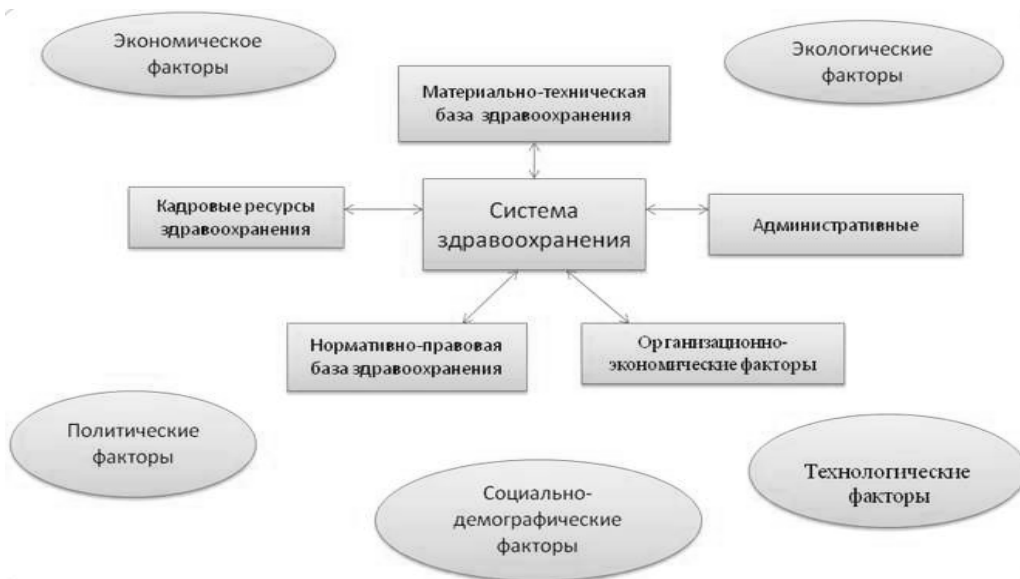 Экономическое
факторы
Экологические
факторы
Материально-техническая
база здравоохранения
Кадровые ресурсы
здравоохранения
Система
здравоохранения
Административные
Нормативно-правовая
база здравоохранения
Организационно-
экономические факторы
Политические
факторы
Социально-
демографические
факторы
Технологические
факторы